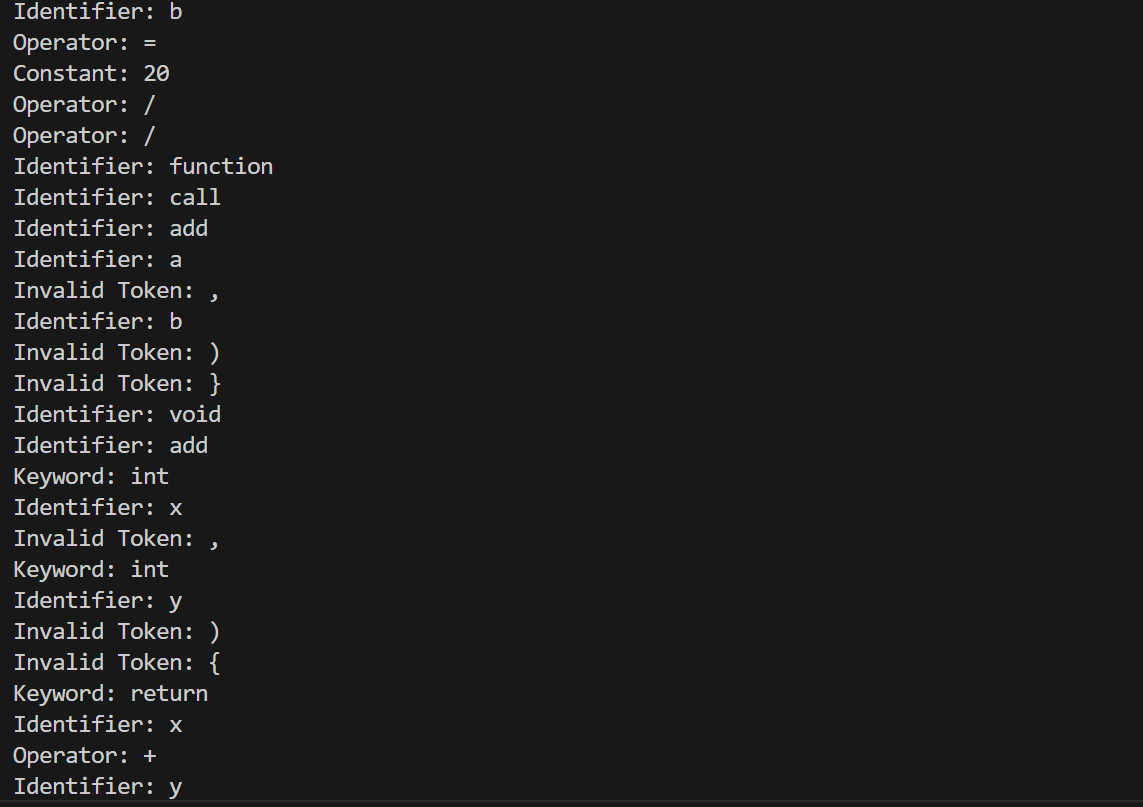 Identifier: b
Operator: =
Constant: 20
Operator: /
Operator: /
Identifier: function
Identifier: call
Identifier: add
Identifier: a
Invalid Token: ,
Identifier: b
Invalid Token: )
Invalid Token: }
Identifier: void
Identifier: add
Keyword: int
Identifier: x
Invalid Token: ,
Keyword: int
Identifier: y
Invalid Token: )
Invalid Token: {
Keyword: return
Identifier: x
Operator: +
Identifier: y